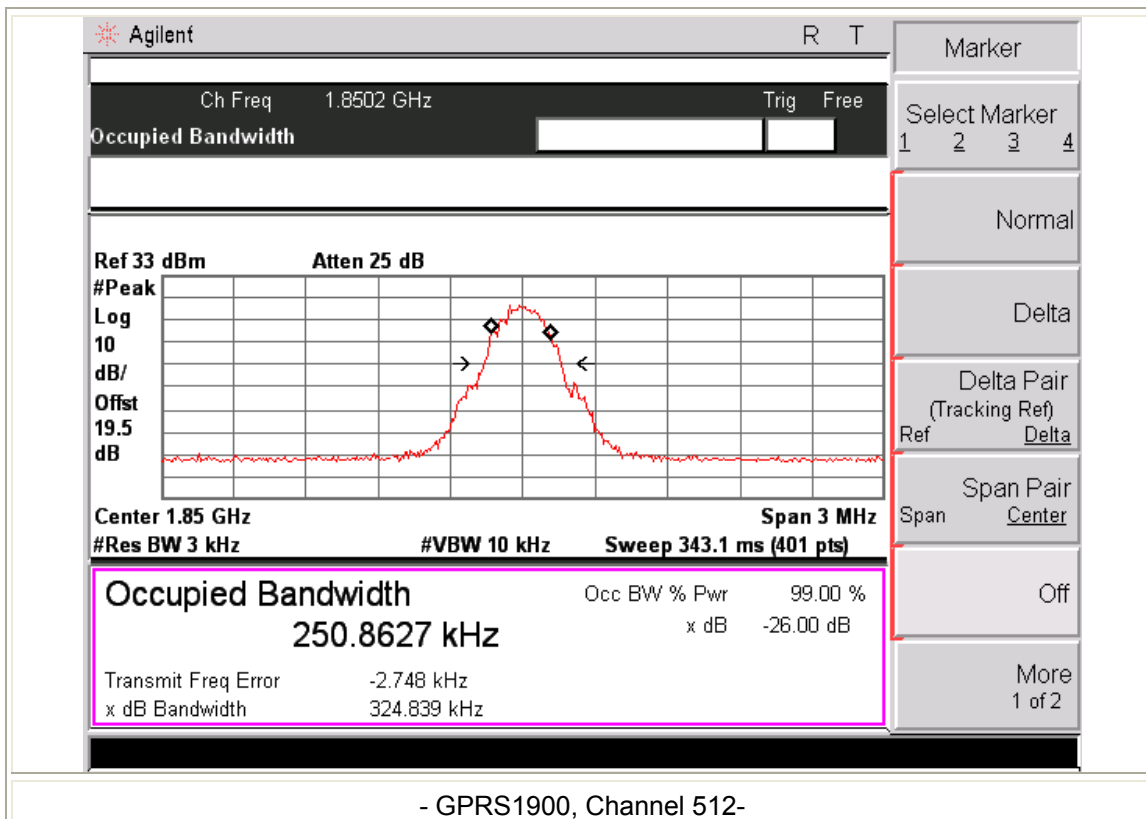 Agilent R T
Ch Freq 1.8502 GHz Trig Free
Occupied Bandwidth
Ref 33 dBm Atten 25 dB
#Peak
Log
10
dB/
Offst
19.5
dB
Center 1.85 GHz Span 3 MHz
#Res BW 3 kHz #VBW 10 kHz Sweep 343.1 ms (401 pts)
Occupied Bandwidth Occ BW % Pwr 99.00 %
250.8627 kHz x dB -26.00 dB
Transmit Freq Error -2.748 kHz
x dB Bandwidth 324.839 kHz
Marker
Select Marker
1 2 3 4
Normal
Delta
Delta Pair
(Tracking Ref)
Ref Delta
Span Pair
Span Center
Off
More
1 of 2
- GPRS1900, Channel 512-